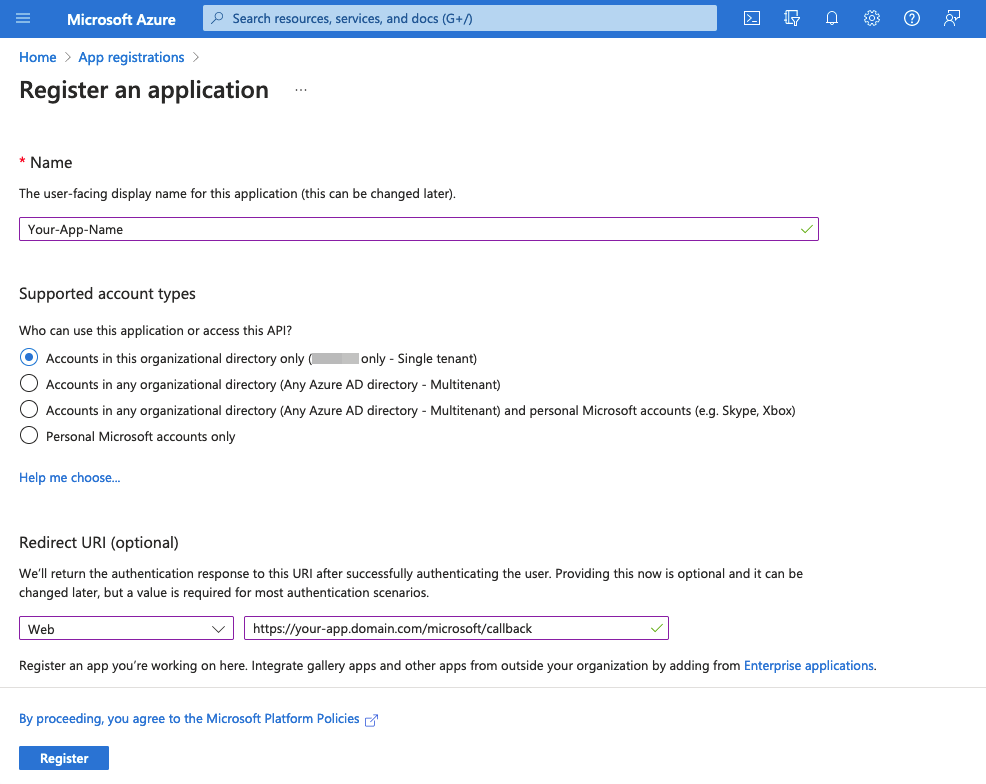 Microsoft Azure
Search resources, services, and docs (G+/)
Home > App registrations >
Register an application ...
* Name
The user-facing display name for this application (this can be changed later).
Your-App-Name
Supported account types
Who can use this application or access this API?
Accounts in this organizational directory only ( only - Single tenant)
Accounts in any organizational directory (Any Azure AD directory - Multitenant)
Accounts in any organizational directory (Any Azure AD directory - Multitenant) and personal Microsoft accounts (e.g. Skype, Xbox)
Personal Microsoft accounts only
Help me choose...
Redirect URI (optional)
We'll return the authentication response to this URI after successfully authenticating the user. Providing this now is optional and it can be
changed later, but a value is required for most authentication scenarios.
Web https://your-app.domain.com/microsoft/callback
Register an app you're working on here. Integrate gallery apps and other apps from outside your organization by adding from Enterprise applications.
By proceeding, you agree to the Microsoft Platform Policies
Register